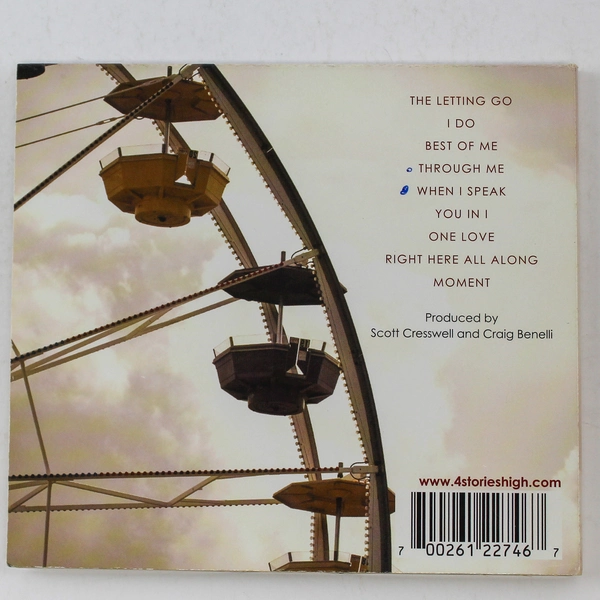 THE LETTING GO
I DO
BEST OF ME
THROUGH ME
WHEN I SPEAK
YOU IN I
ONE LOVE
RIGHT HERE ALL ALONG
MOMENT
Produced by
Scott Cresswell and Craig Benelli
www.4storieshigh.com
7 00261 22746 7